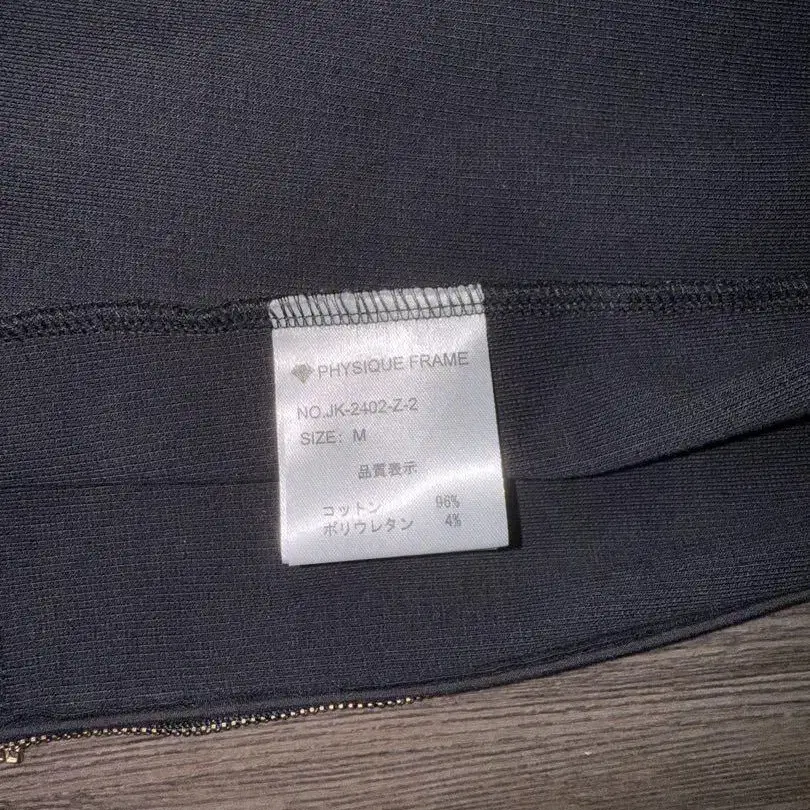 PHYSIQUE FRAME
NO.JK-2402-Z-2
SIZE: M
品質表示
コットン 96%
ポリウレタン 4%